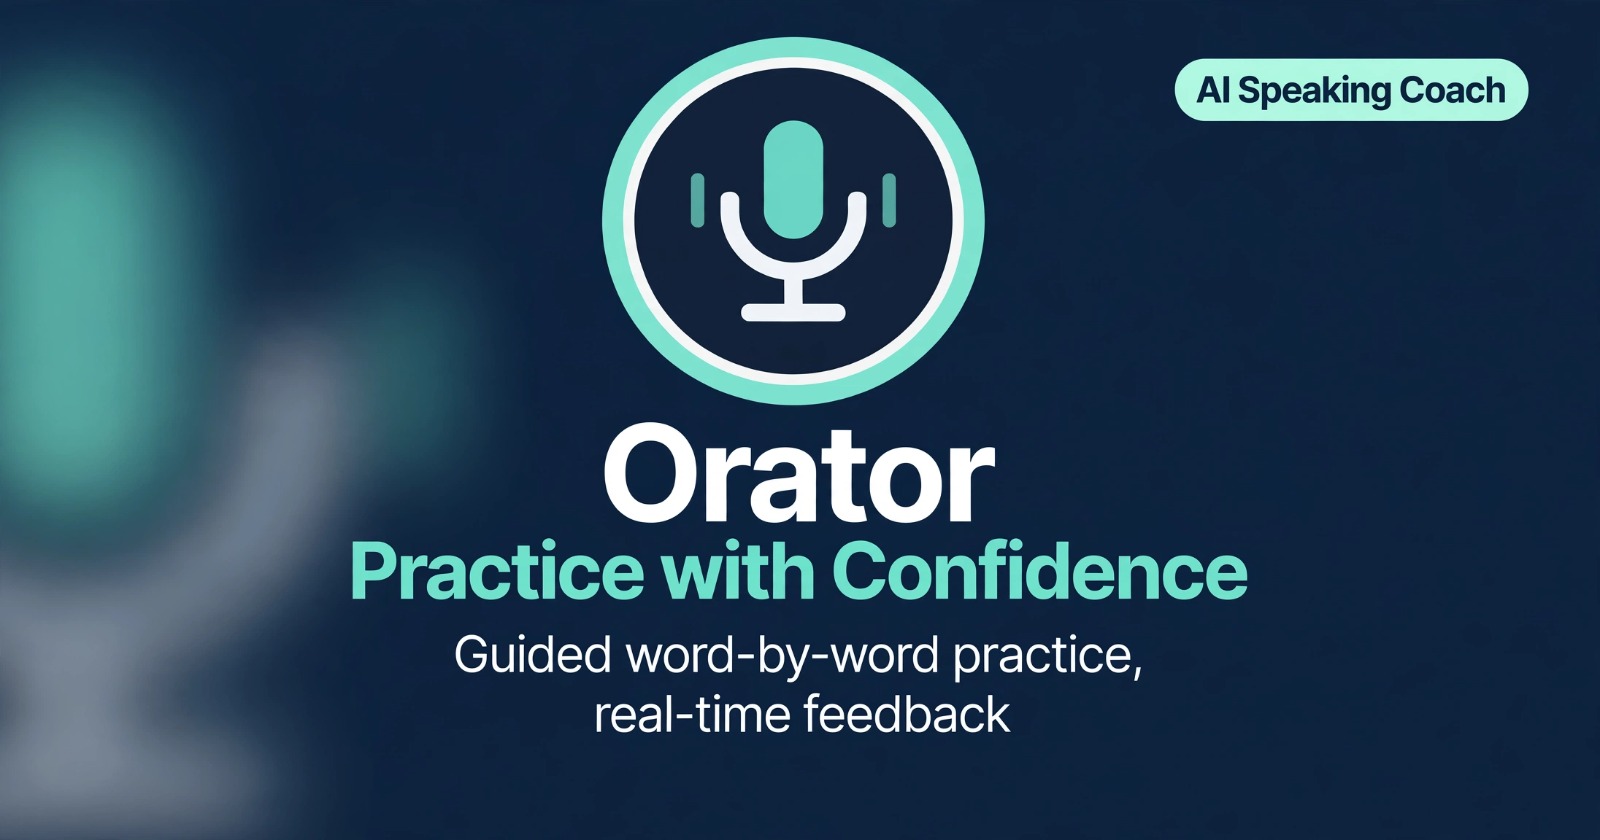 AI Speaking Coach
Orator
Practice with Confidence
Guided word-by-word practice,
real-time feedback